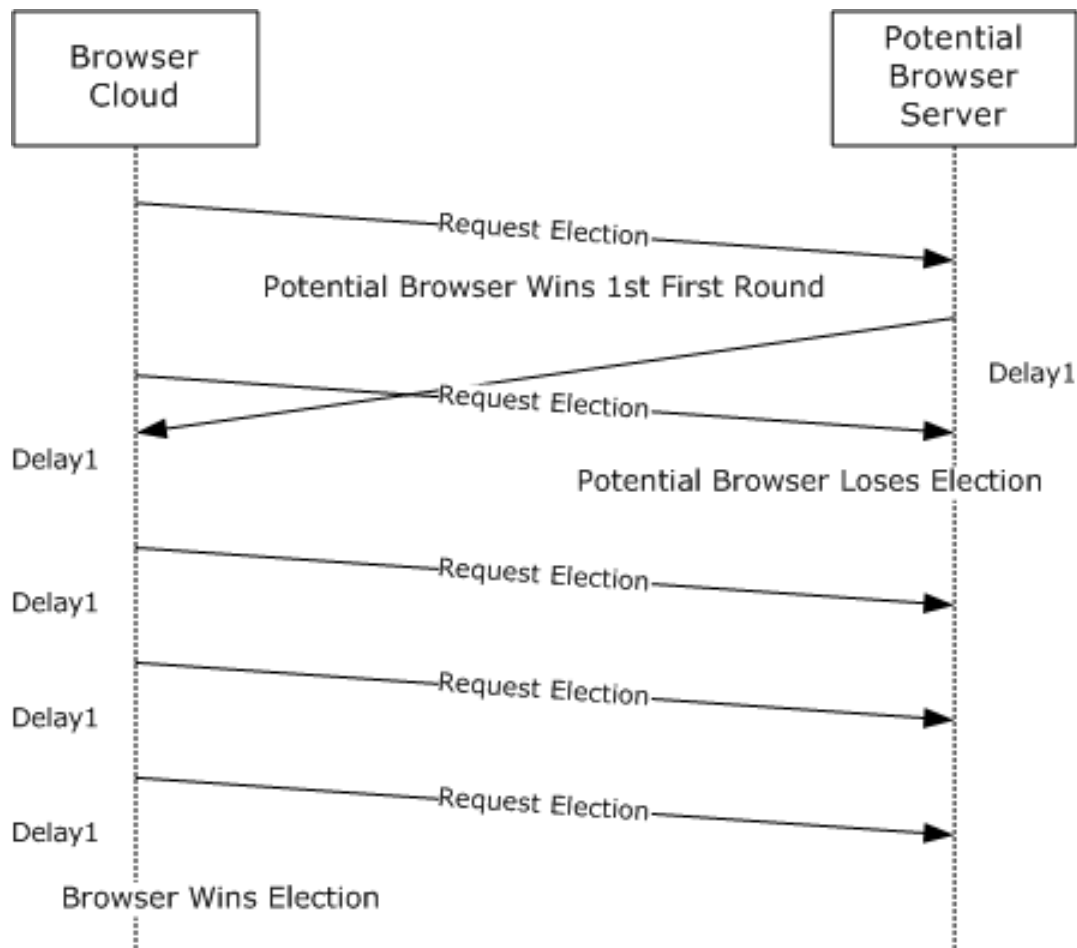 Browser
Cloud
Potential
Browser
Server
Request Election
Potential Browser Wins 1st First Round
Delay1
Request Election
Delay1
Potential Browser Loses Election
Request Election
Delay1
Request Election
Delay1
Request Election
Delay1
Browser Wins Election